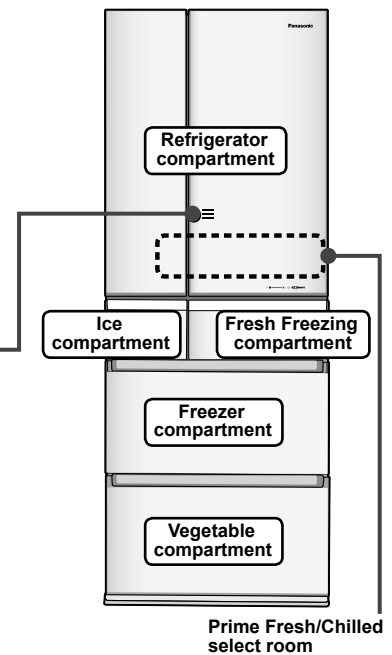 Panasonic
Refrigerator
compartment
Ice
compartment
Fresh Freezing
compartment
Freezer
compartment
Vegetable
compartment
Prime Fresh/Chilled
select room